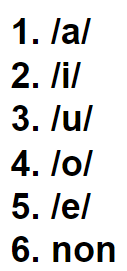 1. /a/
2. /i/
3. /u/
4. /o/
5. /e/
6. non